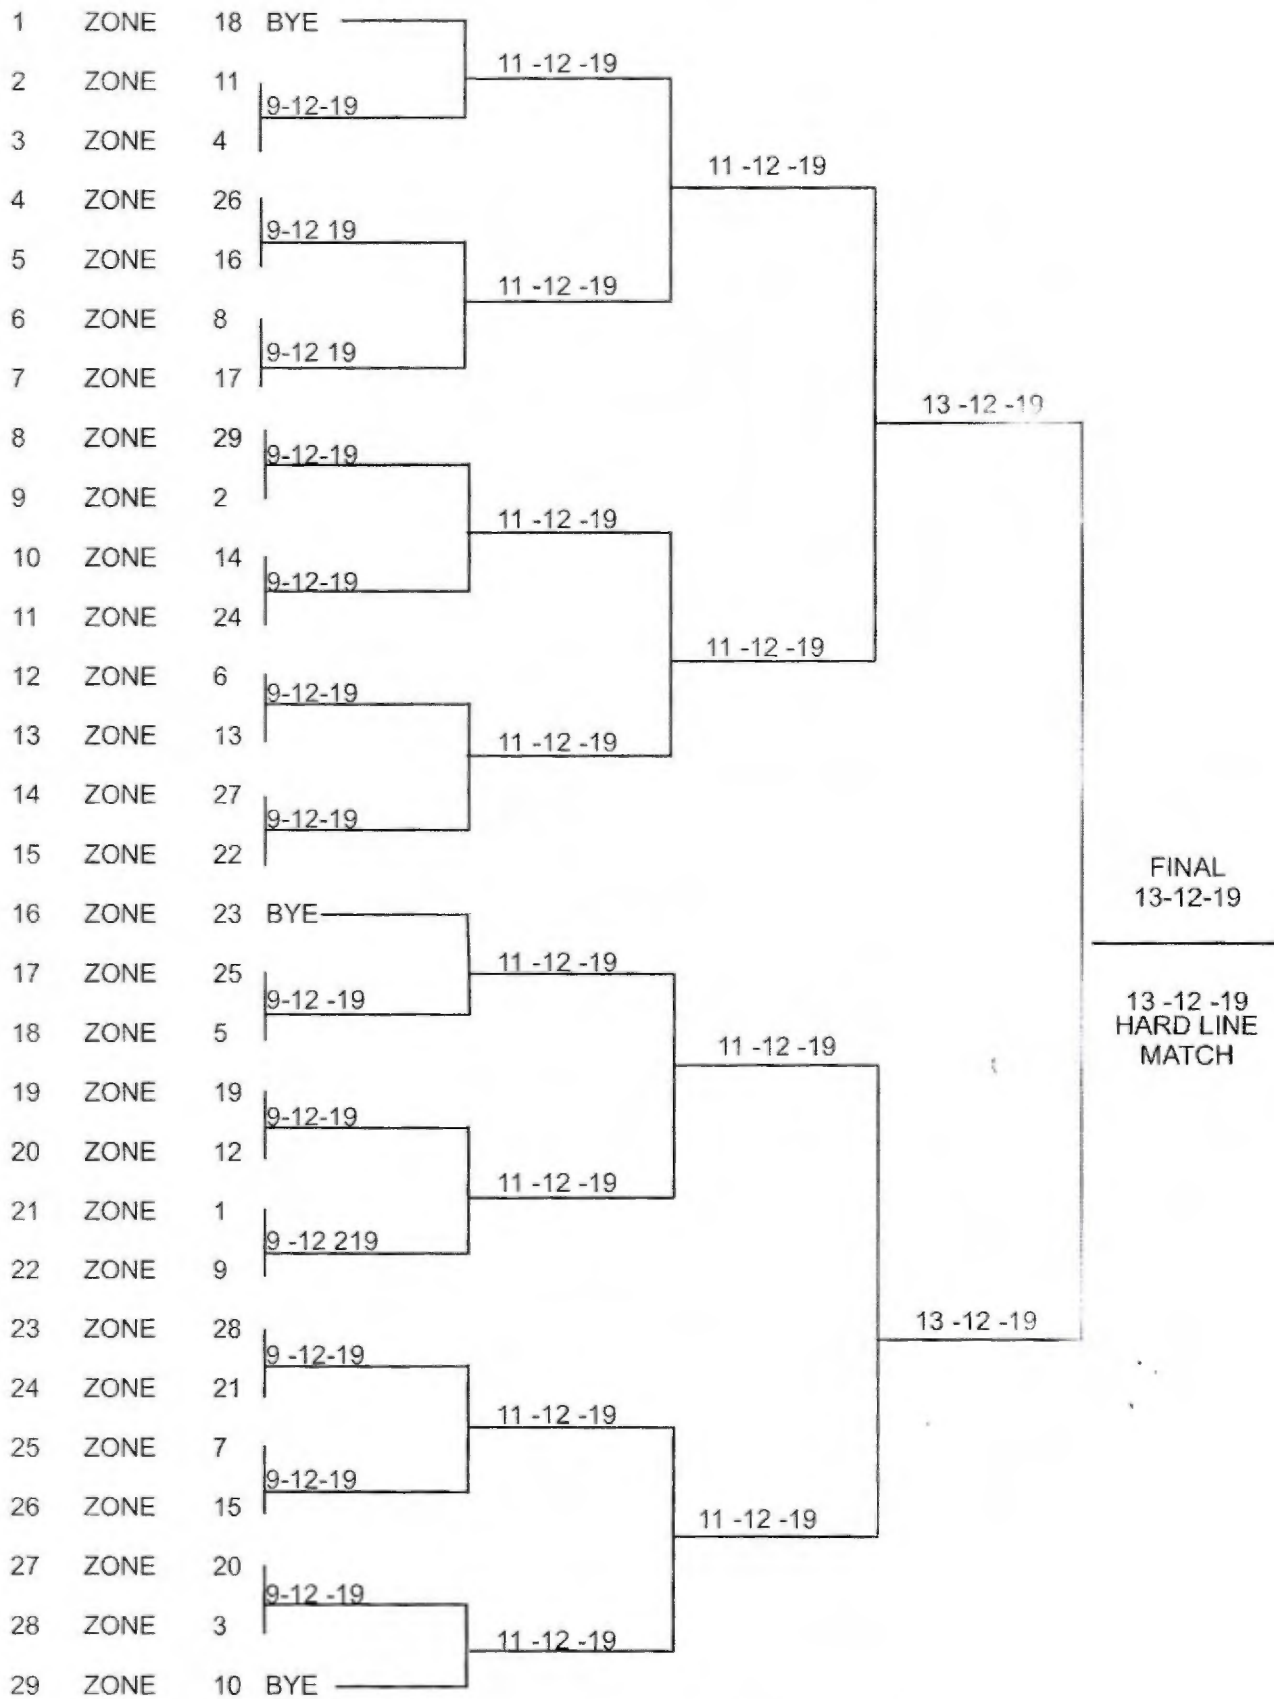 1 ZONE 18 BYE
11 -12 -19
2 ZONE 11
9-12-19
3 ZONE 4
11 -12 -19
4 ZONE 26
9-12 19
5 ZONE 16
11 -12 -19
6 ZONE 8
9-12 19
7 ZONE 17
13 -12 -19
8 ZONE 29
9-12-19
9 ZONE 2
11 -12 -19
10 ZONE 14
9-12-19
11 ZONE 24
11 -12 -19
12 ZONE 6
9-12-19
13 ZONE 13
11 -12 -19
14 ZONE 27
9-12-19
15 ZONE 22
FINAL
13-12-19
16 ZONE 23 BYE
11 -12 -19
17 ZONE 25
9-12 -19
13 -12 -19
HARD LINE
MATCH
18 ZONE 5
11 -12 -19
19 ZONE 19
9-12-19
20 ZONE 12
11 -12 -19
21 ZONE 1
9 -12 219
22 ZONE 9
13 -12 -19
23 ZONE 28
9 -12-19
24 ZONE 21
11 -12 -19
25 ZONE 7
9-12-19
26 ZONE 15
11 -12 -19
27 ZONE 20
9-12 -19
28 ZONE 3
11 -12 -19
29 ZONE 10 BYE